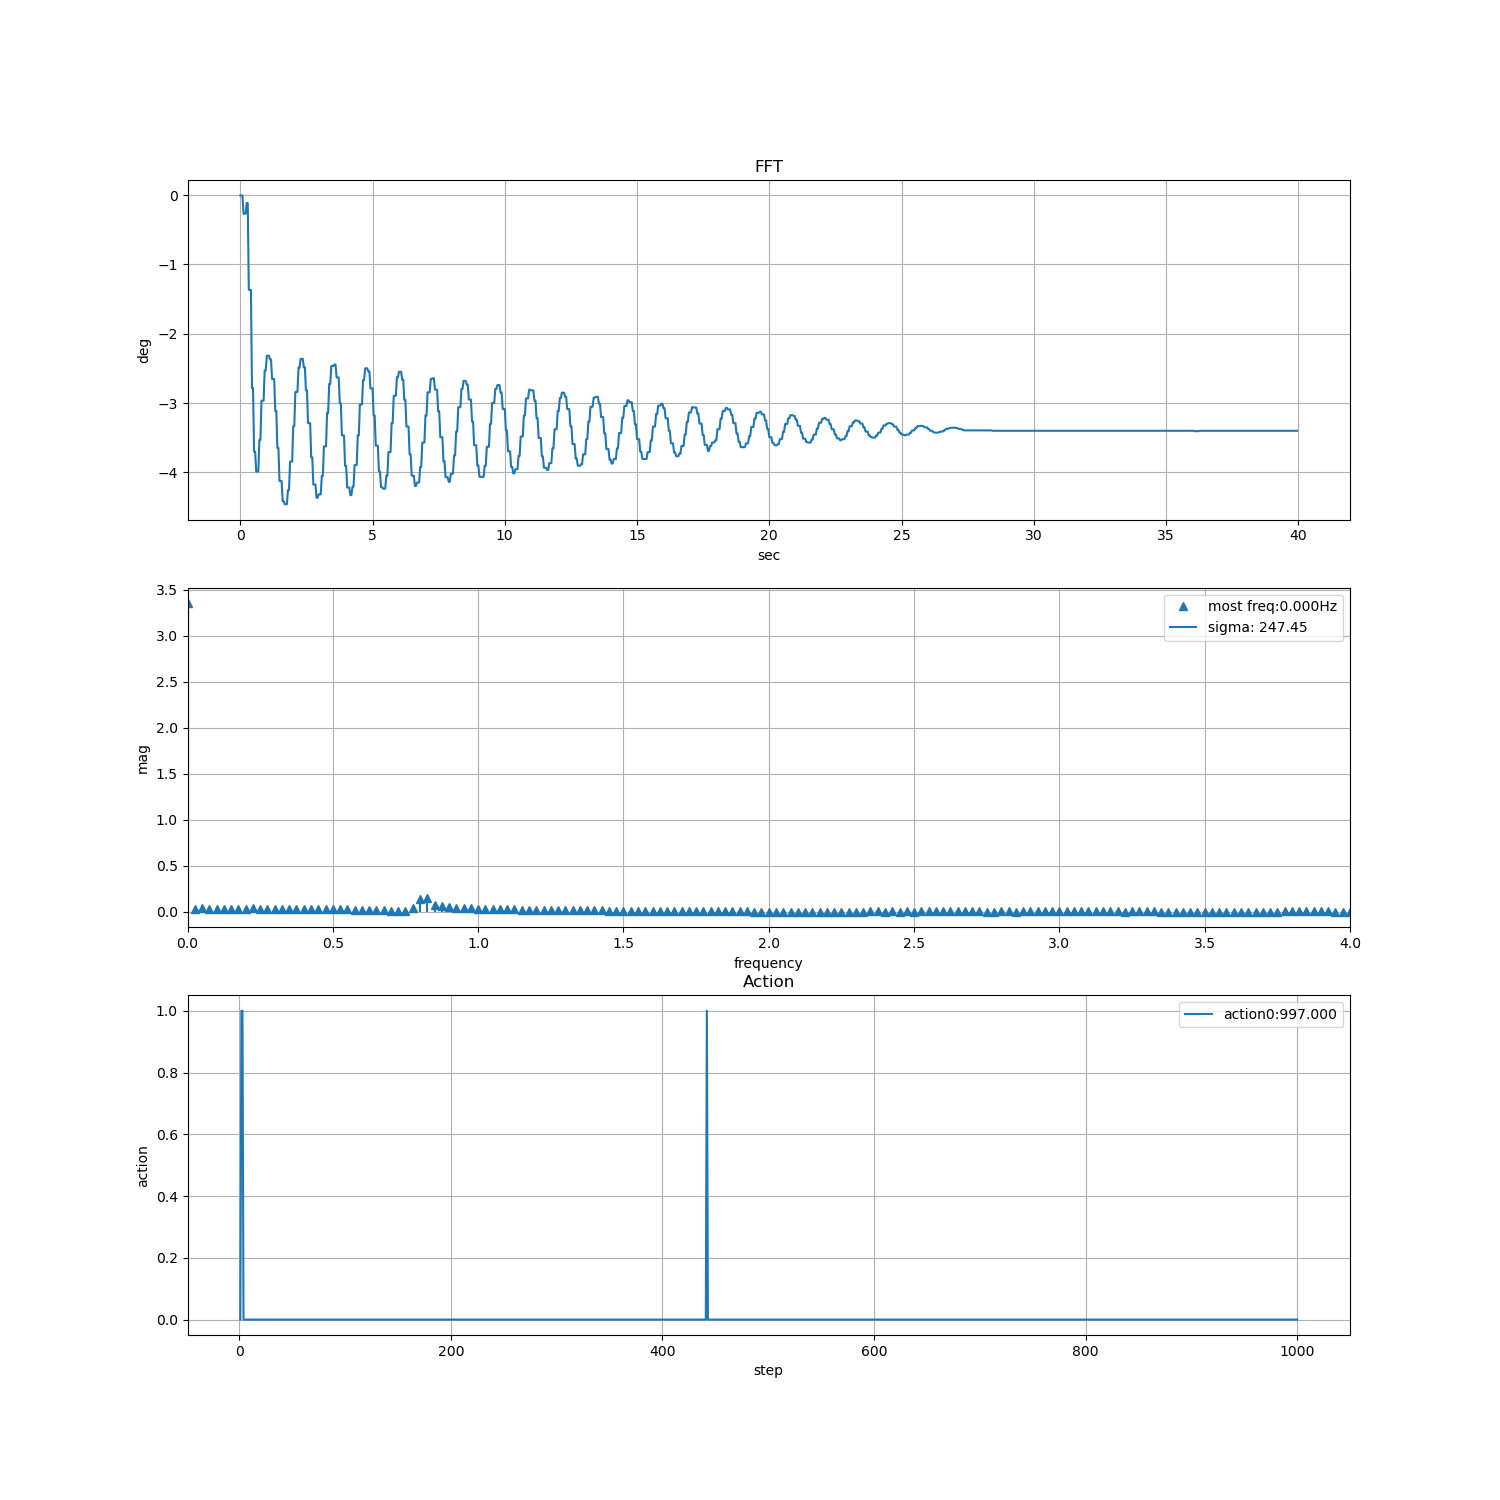 FFT
0
−1
−2
−3
−4
deg
0 5 10 15 20 25 30 35 40
sec
3.5
3.0
2.5
2.0
1.5
1.0
0.5
0.0
mag
most freq:0.000Hz
sigma: 247.45
0.0 0.5 1.0 1.5 2.0 2.5 3.0 3.5 4.0
frequency
Action
1.0
0.8
0.6
0.4
0.2
0.0
action
action0:997.000
0 200 400 600 800 1000
step